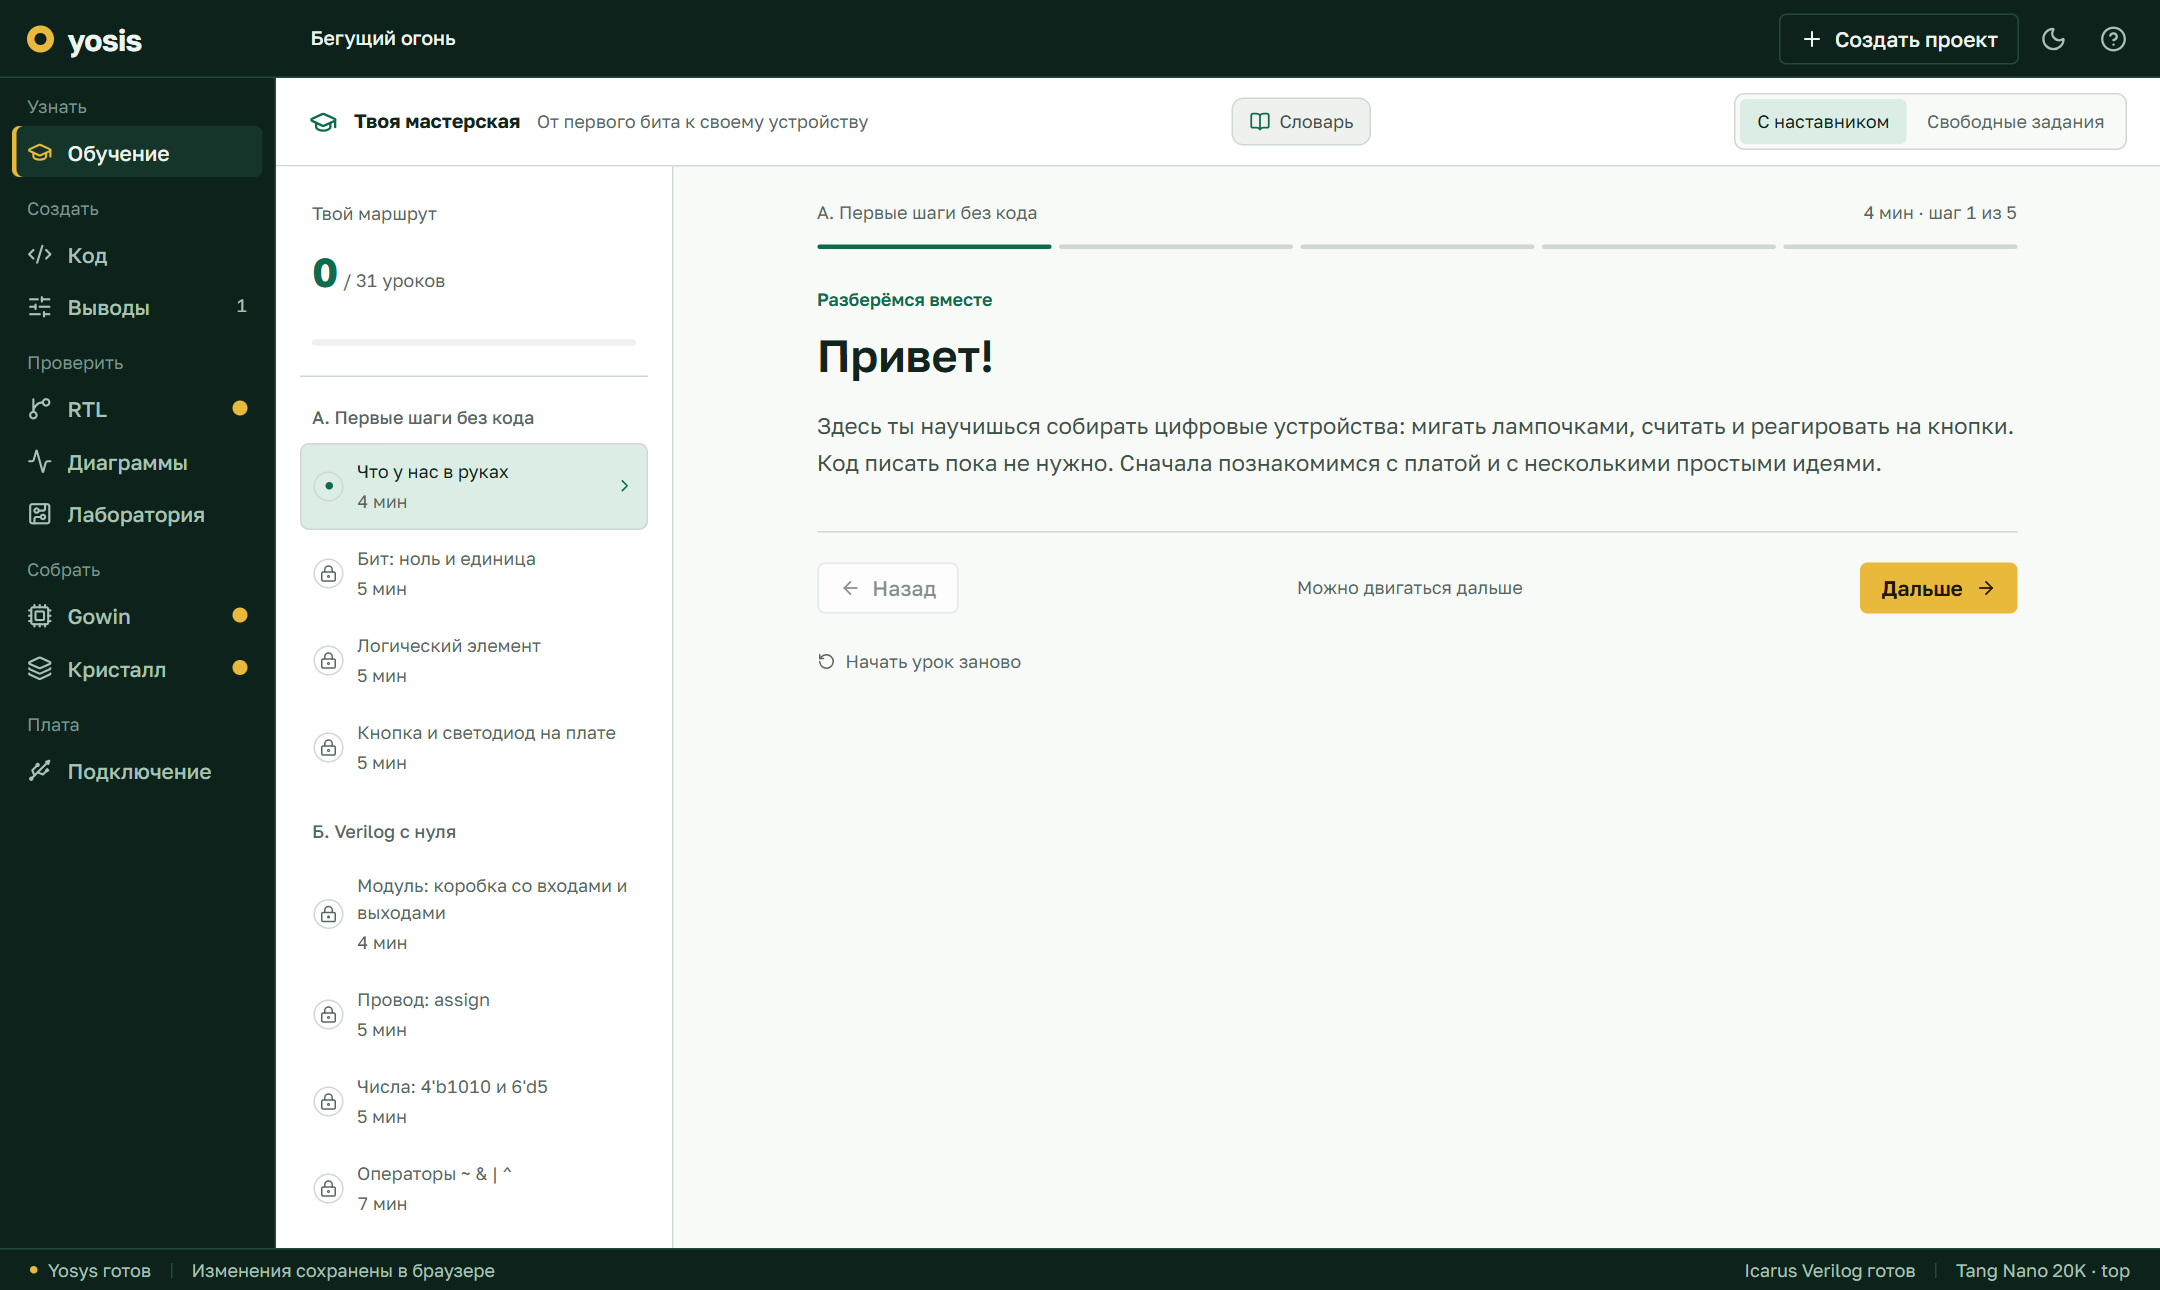 yosis
Бегущий огонь
Создать проект
Узнать
Обучение
Создать
Код
Выводы 1
Проверить
RTL
Диаграммы
Лаборатория
Собрать
Gowin
Кристалл
Плата
Подключение
Твоя мастерская От первого бита к своему устройству
Словарь
С наставником Свободные задания
Твой маршрут
0 / 31 уроков
А. Первые шаги без кода
Что у нас в руках
4 мин
Бит: ноль и единица
5 мин
Логический элемент
5 мин
Кнопка и светодиод на плате
5 мин
Б. Verilog с нуля
Модуль: коробка со входами и
выходами
4 мин
Провод: assign
5 мин
Числа: 4'b1010 и 6'd5
5 мин
Операторы ~ & | ^
7 мин
А. Первые шаги без кода
4 мин · шаг 1 из 5
Разберёмся вместе
Привет!
Здесь ты научишься собирать цифровые устройства: мигать лампочками, считать и реагировать на кнопки.
Код писать пока не нужно. Сначала познакомимся с платой и с несколькими простыми идеями.
Назад
Можно двигаться дальше
Дальше
Начать урок заново
Yosys готов
Изменения сохранены в браузере
Icarus Verilog готов
Tang Nano 20K · top